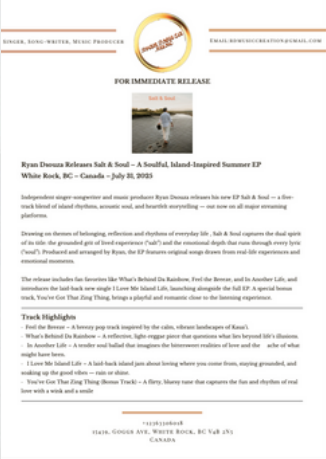 Singer, Song-writer, Music Producer
Email-rdmusiccreation@gmail.com
FOR IMMEDIATE RELEASE
Salt & Soul
Ryan Dsouza Releases Salt & Soul – A Soulful, Island-Inspired Summer EP
White Rock, BC – Canada – July 31, 2025
Independent singer-songwriter and music producer Ryan Dsouza releases his new EP Salt & Soul — a five-
track blend of island rhythms, acoustic soul, and heartfelt storytelling — out now on all major streaming
platforms.
Drawing on themes of belonging, reflection and rhythms of everyday life , Salt & Soul captures the dual spirit
of its title: the grounded grit of lived experience ("salt") and the emotional depth that runs through every lyric
("soul"). Produced and arranged by Ryan, the EP features original songs drawn from real-life experiences and
emotional moments.
The release includes fan favorites like What's Behind Da Rainbow, Feel the Breeze, and In Another Life, and
introduces the laid-back new single I Love Me Island Life, launching alongside the full EP. A special bonus
track, You've Got That Zing Thing, brings a playful and romantic close to the listening experience.
Track Highlights
· Feel the Breeze – A breezy pop track inspired by the calm, vibrant landscapes of Kaua'i.
· What's Behind Da Rainbow – A reflective, light-reggae piece that questions what lies beyond life's illusions.
· In Another Life – A tender soul ballad that imagines the bittersweet realities of love and the ache of what
might have been.
· I Love Me Island Life – A laid-back island jam about loving where you come from, staying grounded, and
soaking up the good vibes — rain or shine.
· You've Got That Zing Thing (Bonus Track) – A flirty, bluesy tune that captures the fun and rhythm of real
love with a wink and a smile
Goggs Ave, White Rock, BC V4B 2V5
Canada